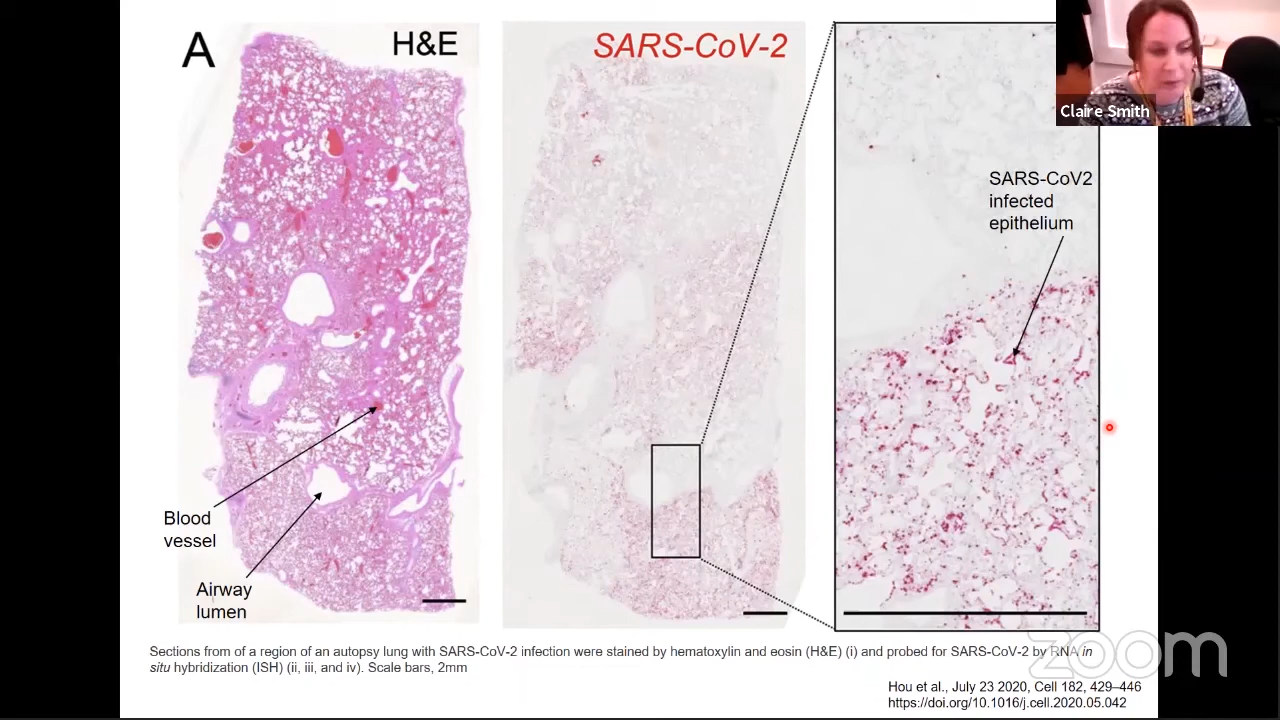 A
H&E
SARS-CoV-2
Claire Smith
SARS-CoV2
infected
epithelium
Blood
vessel
Airway
lumen
Sections from of a region of an autopsy lung with SARS-CoV-2 infection were stained by hematoxylin and eosin (H&E) (i) and probed for SARS-CoV-2 by RNA in
situ hybridization (ISH) (ii, iii, and iv). Scale bars, 2mm
zoom
Hou et al., July 23 2020, Cell 182, 429–446
https://doi.org/10.1016/j.cell.2020.05.042